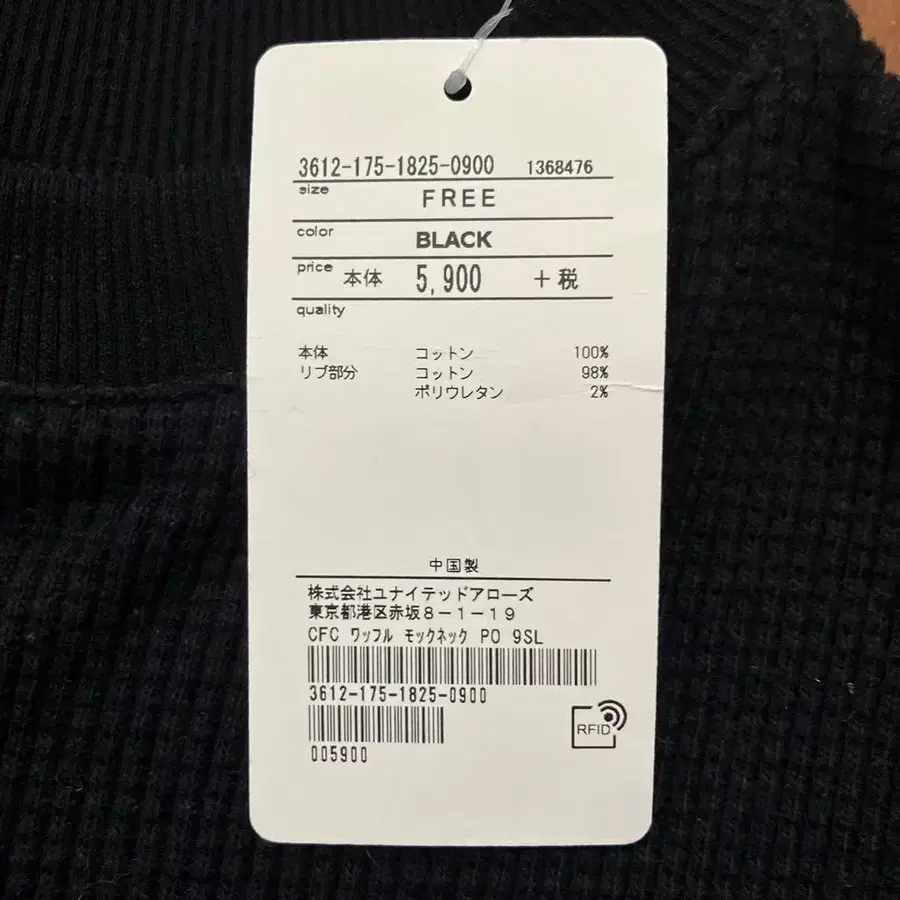 3612-175-1825-0900 1368476
size FREE
color BLACK
price 本体 5,900 +税
quality
本体 コットン 100%
リブ部分 コットン 98%
ポリウレタン 2%
中国製
株式会社ユナイテッドアローズ
東京都港区赤坂8-1-19
CFC ワッフル モックネック PO 9SL
3612-175-1825-0900
RFID
005900